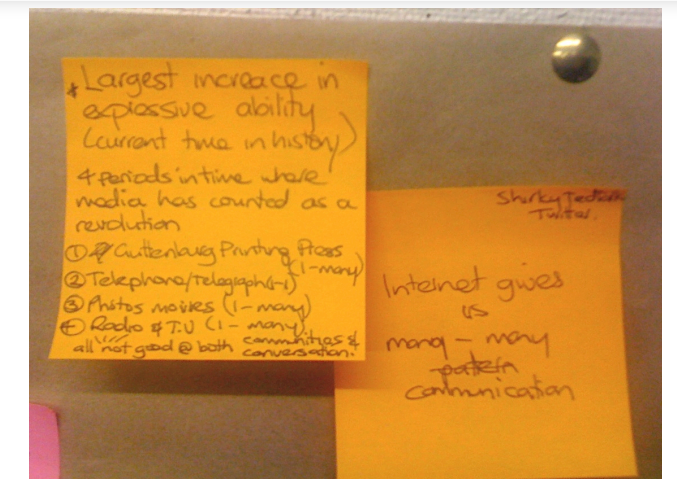 * Largest increace in
expressive ability
(current time in history)
4 periods in time where
media has counted as a
revolution
① Guttenburg Printing Press
(1-many)
② Telephone/Telegraph (1-1)
③ Photos movies (1-many)
④ Radio & T.V (1-many)
all not good @ both communities &
conversation.
Shirky
Twitter.
Internet gives
us
many - many
pattern
communication